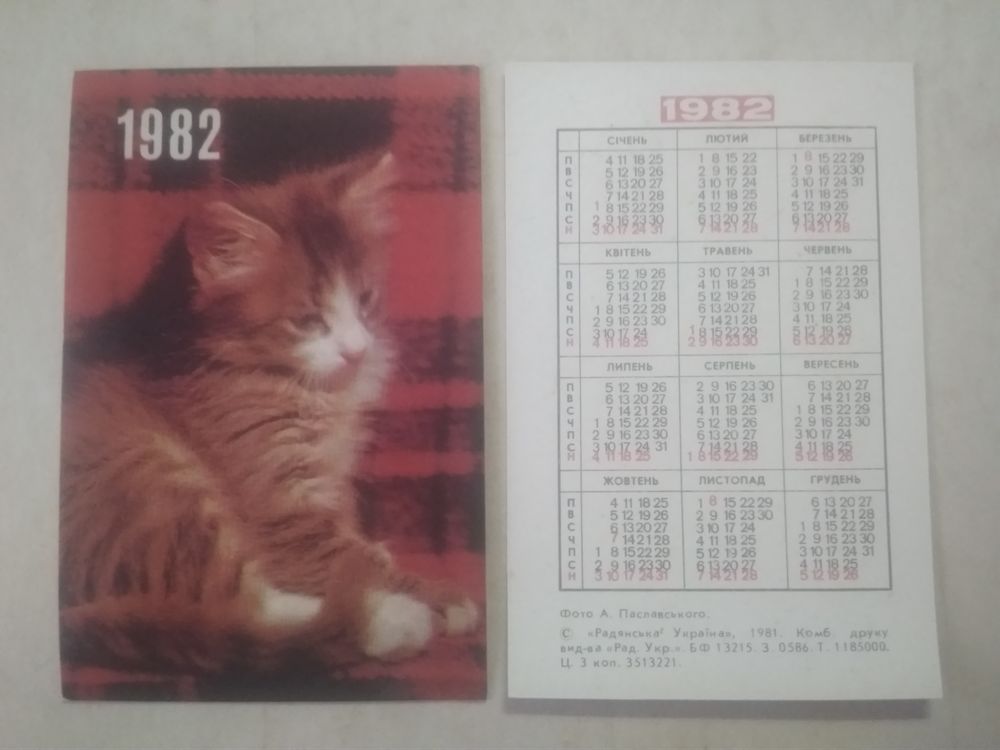 1982
1982
СІЧЕНЬ ЛЮТИЙ БЕРЕЗЕНЬ
П 4 11 18 25 1 8 15 22 1 8 15 22 29
В 5 12 19 26 2 9 16 23 2 9 16 23 30
С 6 13 20 27 3 10 17 24 3 10 17 24 31
Ч 7 14 21 28 4 11 18 25 4 11 18 25
П 1 8 15 22 29 5 12 19 26 5 12 19 26
С 2 9 16 23 30 6 13 20 27 6 13 20 27
Н 3 10 17 24 31 7 14 21 28 7 14 21 28
КВІТЕНЬ ТРАВЕНЬ ЧЕРВЕНЬ
П 5 12 19 26 3 10 17 24 31 7 14 21 28
В 6 13 20 27 4 11 18 25 1 8 15 22 29
С 7 14 21 28 5 12 19 26 2 9 16 23 30
Ч 1 8 15 22 29 6 13 20 27 3 10 17 24
П 2 9 16 23 30 7 14 21 28 4 11 18 25
С 3 10 17 24 1 8 15 22 29 5 12 19 26
Н 4 11 18 25 2 9 16 23 30 6 13 20 27
ЛИПЕНЬ СЕРПЕНЬ ВЕРЕСЕНЬ
П 5 12 19 26 2 9 16 23 30 6 13 20 27
В 6 13 20 27 3 10 17 24 31 7 14 21 28
С 7 14 21 28 4 11 18 25 1 8 15 22 29
Ч 1 8 15 22 29 5 12 19 26 2 9 16 23 30
П 2 9 16 23 30 6 13 20 27 3 10 17 24
С 3 10 17 24 31 7 14 21 28 4 11 18 25
Н 4 11 18 25 1 8 15 22 29 5 12 19 26
ЖОВТЕНЬ ЛИСТОПАД ГРУДЕНЬ
П 4 11 18 25 1 8 15 22 29 6 13 20 27
В 5 12 19 26 2 9 16 23 30 7 14 21 28
С 6 13 20 27 3 10 17 24 1 8 15 22 29
Ч 7 14 21 28 4 11 18 25 2 9 16 23 30
П 1 8 15 22 29 5 12 19 26 3 10 17 24 31
С 2 9 16 23 30 6 13 20 27 4 11 18 25
Н 3 10 17 24 31 7 14 21 28 5 12 19 26
Фото А. Паславського.
© «Радянська Україна», 1981. Комб. друку
вид-ва «Рад. Укр.». БФ 13215. З. 0586. Т. 1185000.
Ц. 3 коп. 3513221.